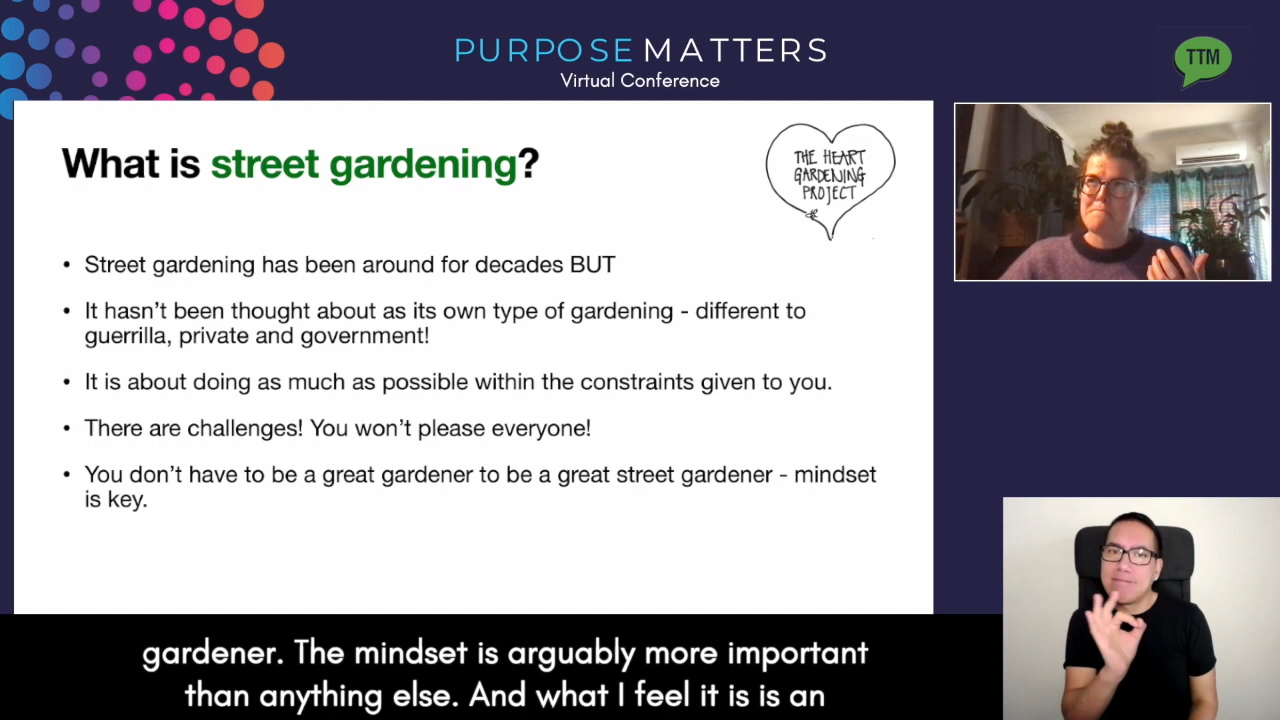 PURPOSE MATTERS
Virtual Conference
TTM
What is street gardening?
THE HEART
GARDENING
PROJECT
• Street gardening has been around for decades BUT
• It hasn’t been thought about as its own type of gardening - different to
guerrilla, private and government!
• It is about doing as much as possible within the constraints given to you.
• There are challenges! You won’t please everyone!
• You don’t have to be a great gardener to be a great street gardener - mindset
is key.
gardener. The mindset is arguably more important
than anything else. And what I feel it is is an